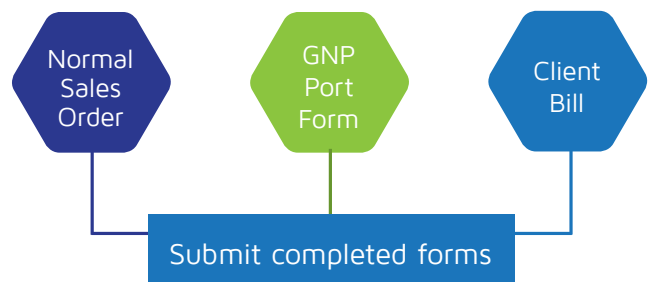 Normal
Sales
Order
GNP
Port
Form
Client
Bill
Submit completed forms